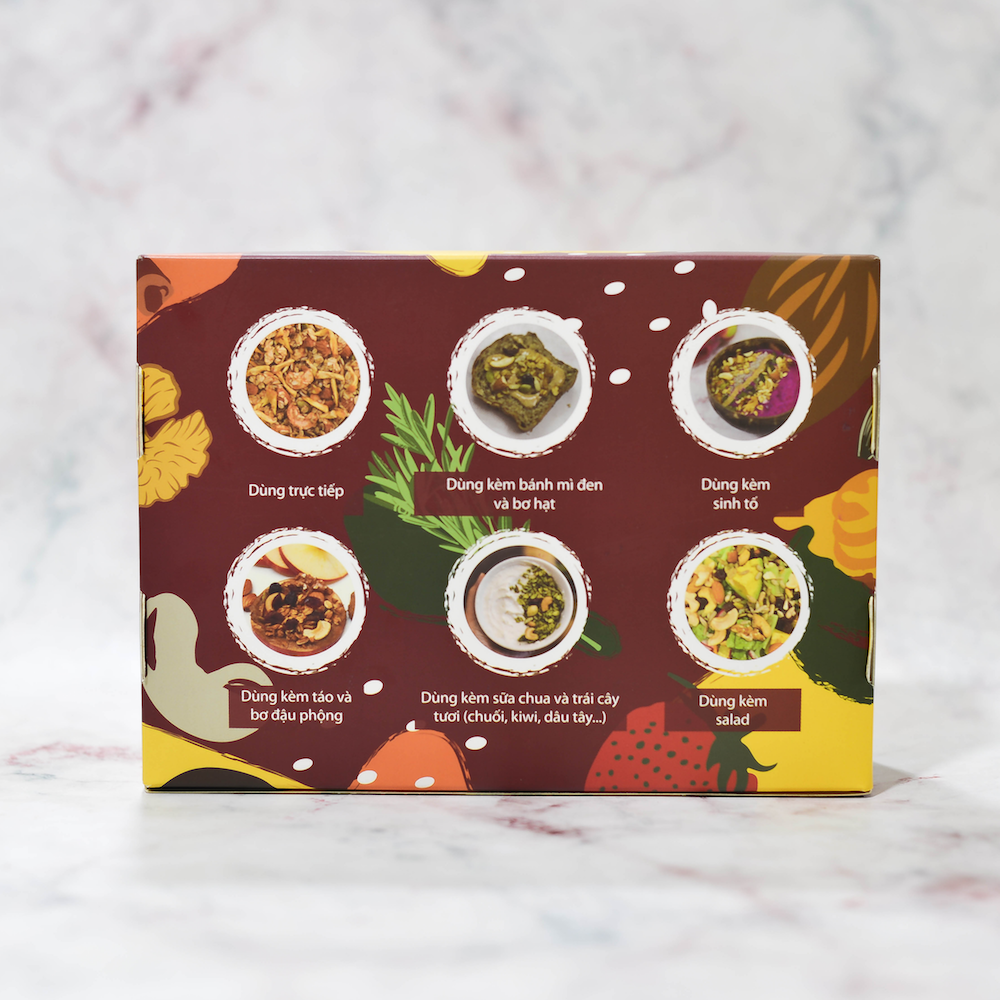 Dùng trực tiếp
Dùng kèm bánh mì đen
và bơ hạt
Dùng kèm
sinh tố
Dùng kèm táo và
bơ đậu phộng
Dùng kèm sữa chua và trái cây
tươi (chuối, kiwi, dâu tây...)
Dùng kèm
salad